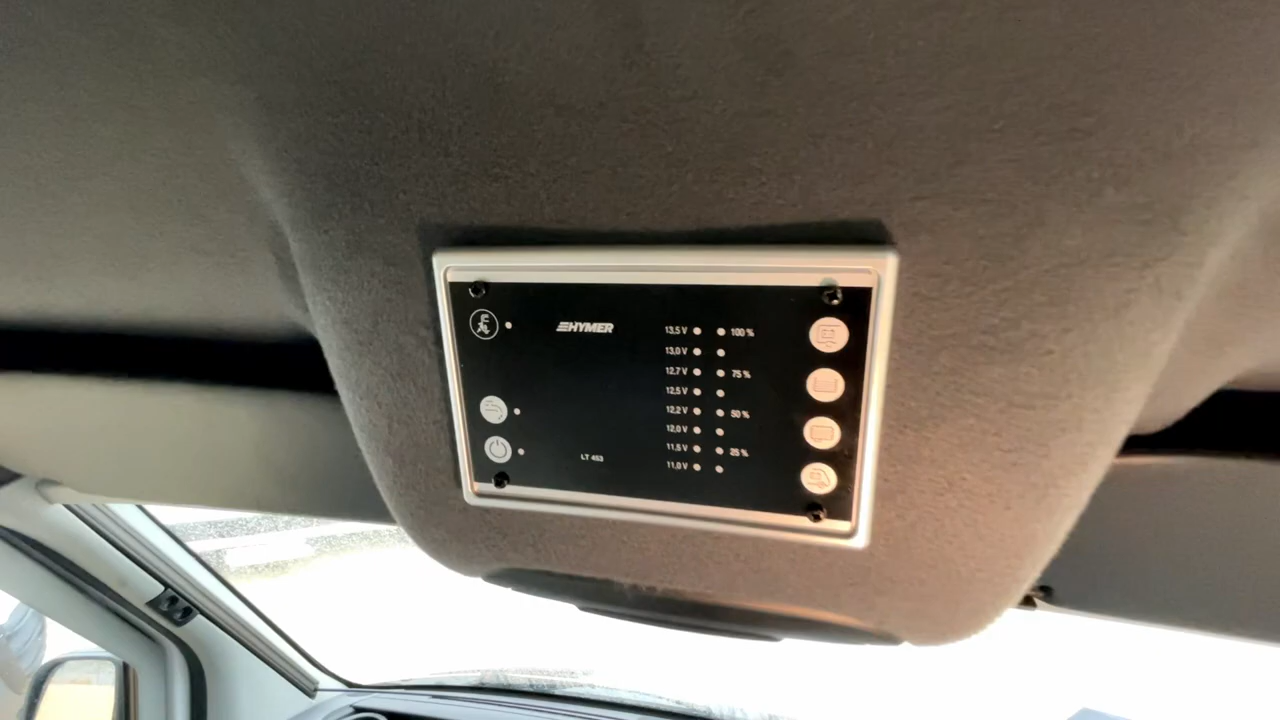 HYMER
13,5 V 100 %
13,0 V
12,7 V 75 %
12,5 V
12,2 V 50 %
12,0 V
11,5 V 25 %
11,0 V
LT 453